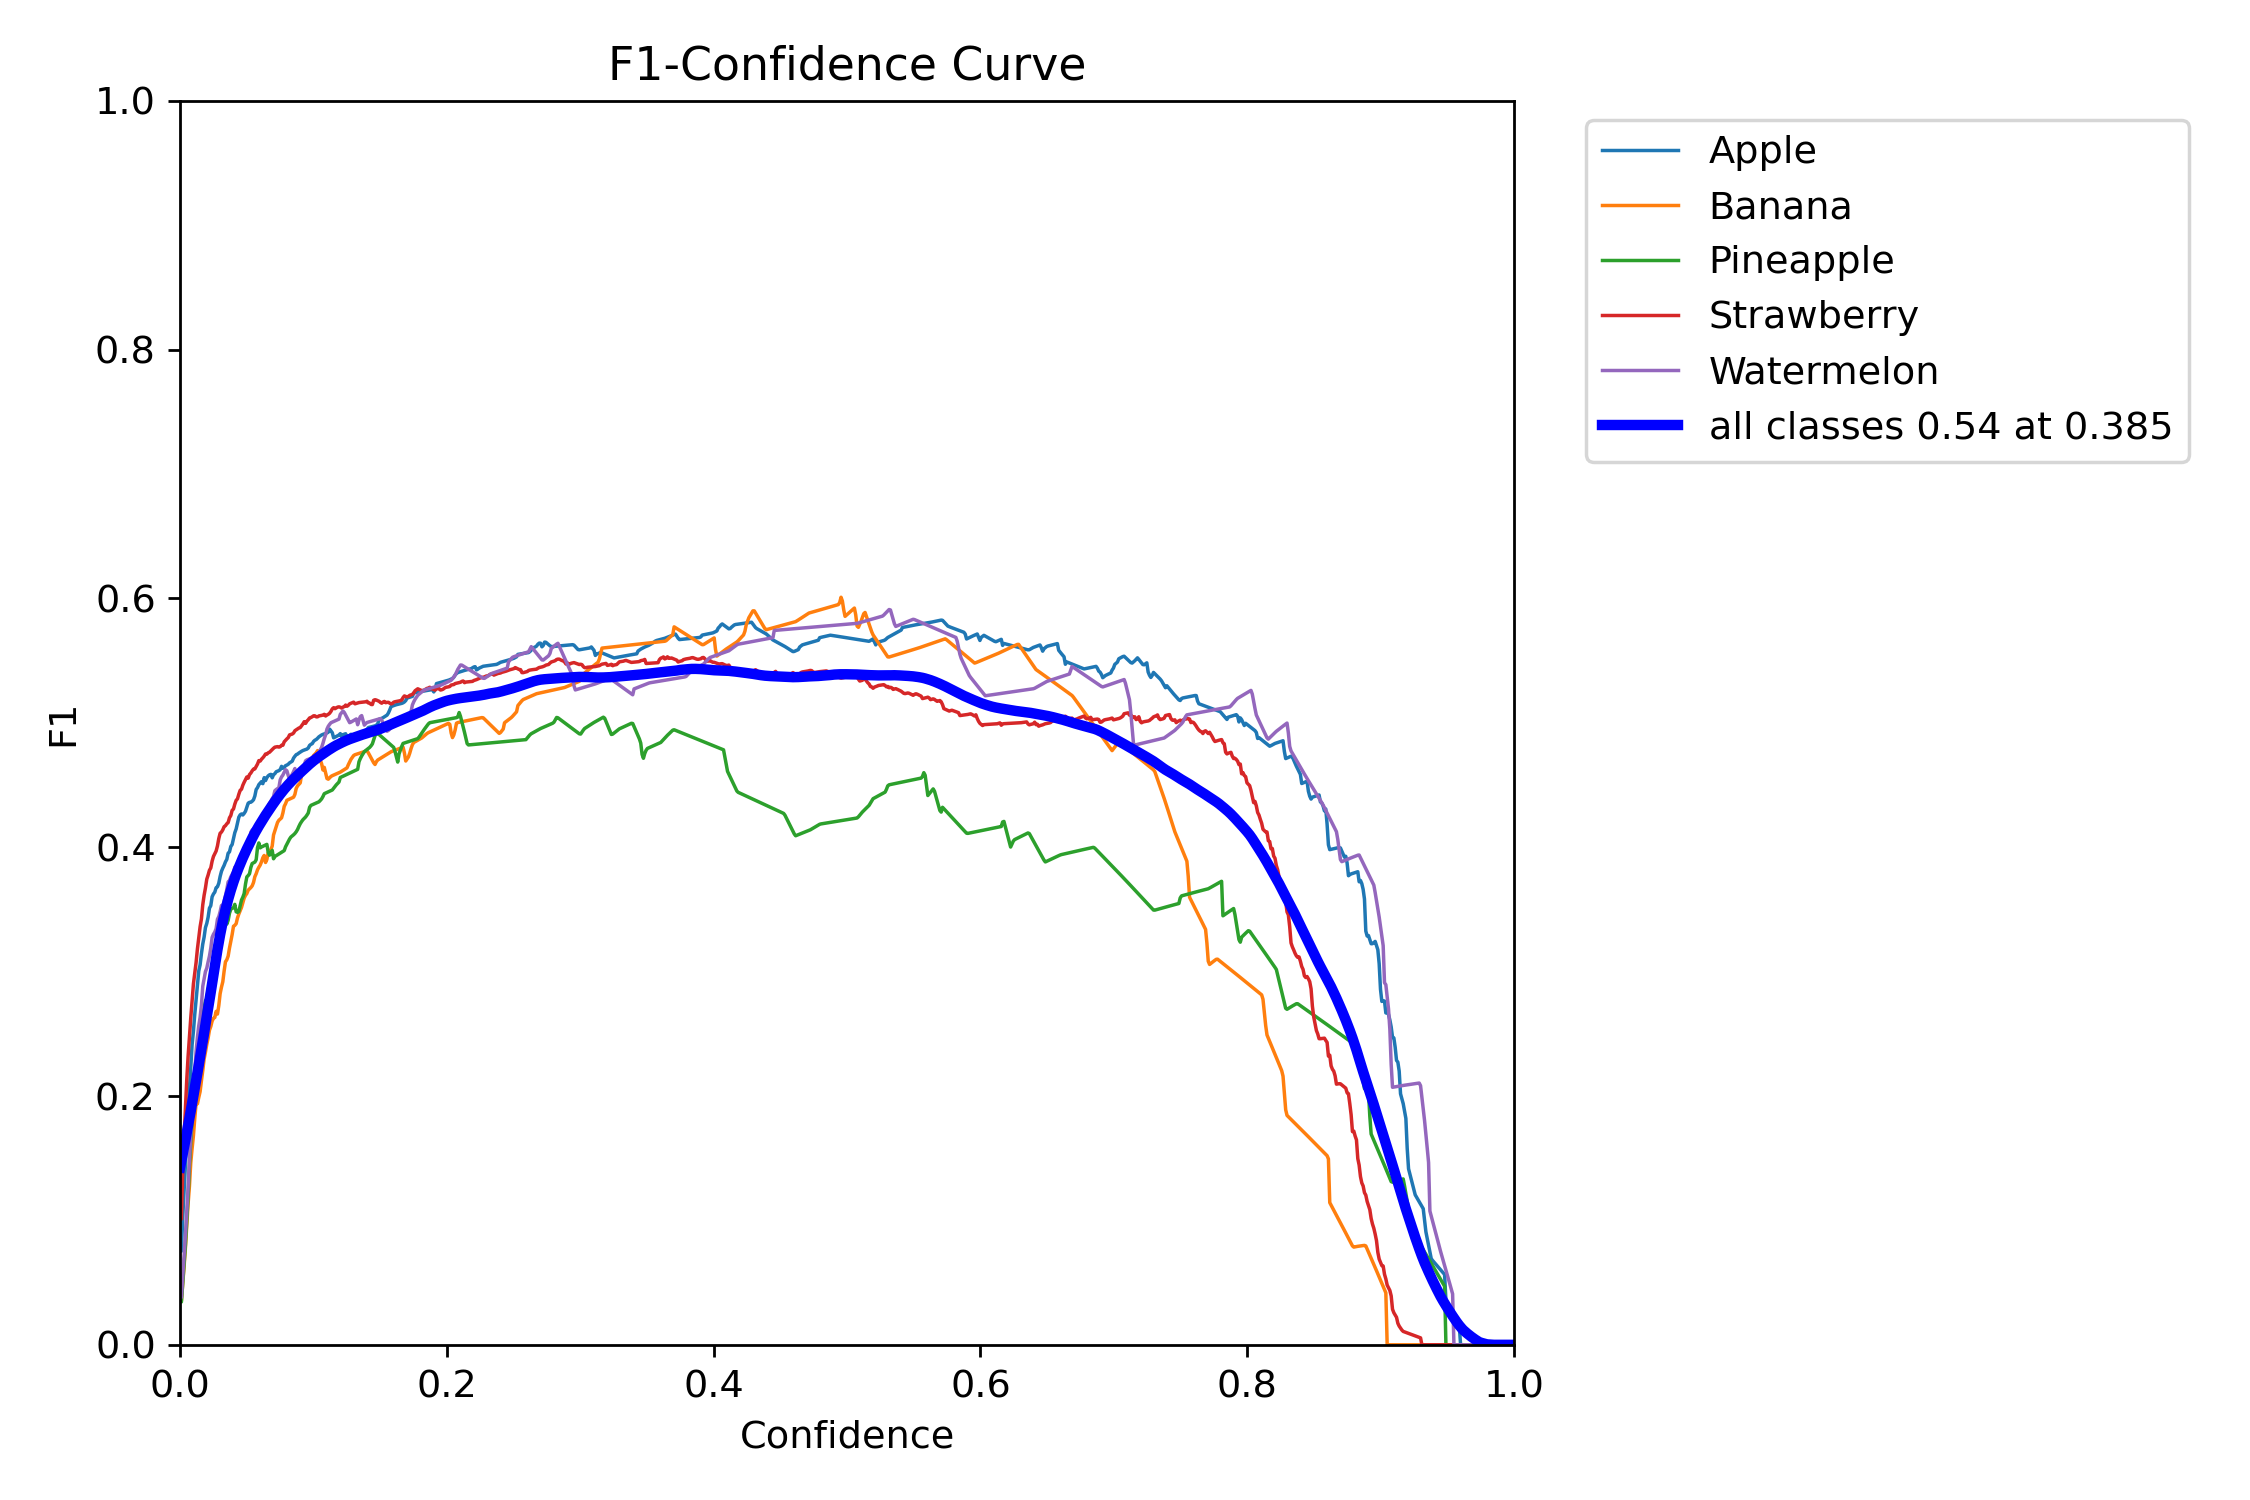 F1-Confidence Curve
1.0
0.8
0.6
0.4
0.2
0.0
F1
0.0 0.2 0.4 0.6 0.8 1.0
Confidence
Apple
Banana
Pineapple
Strawberry
Watermelon
all classes 0.54 at 0.385